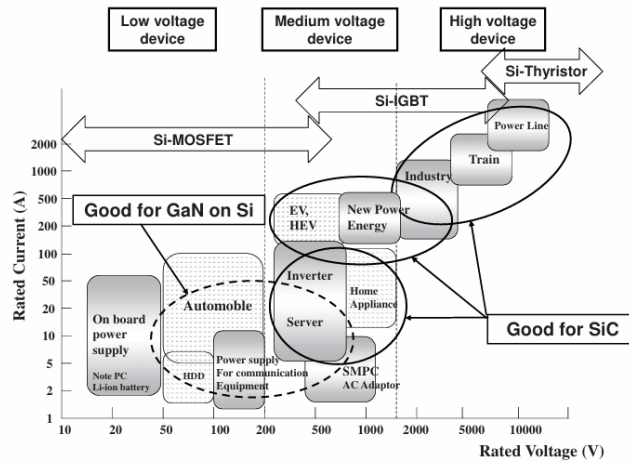 Low voltage
device
Medium voltage
device
High voltage
device
Si-Thyristor
Si-IGBT
Si-MOSFET
Power Line
Train
Industry
Good for GaN on Si
EV,
HEV
New Power
Energy
Inverter
Server
Home
Appliance
Automoble
On board
power
supply
Note PC
Li-ion battery
HDD
Power supply
For communication
Equipment
SMPC
AC Adaptor
Good for SiC
Rated Current (A)
2000
1000
500
200
100
50
20
10
5
2
1
10
20
50
100
200
500
1000
2000
5000
10000
Rated Voltage (V)